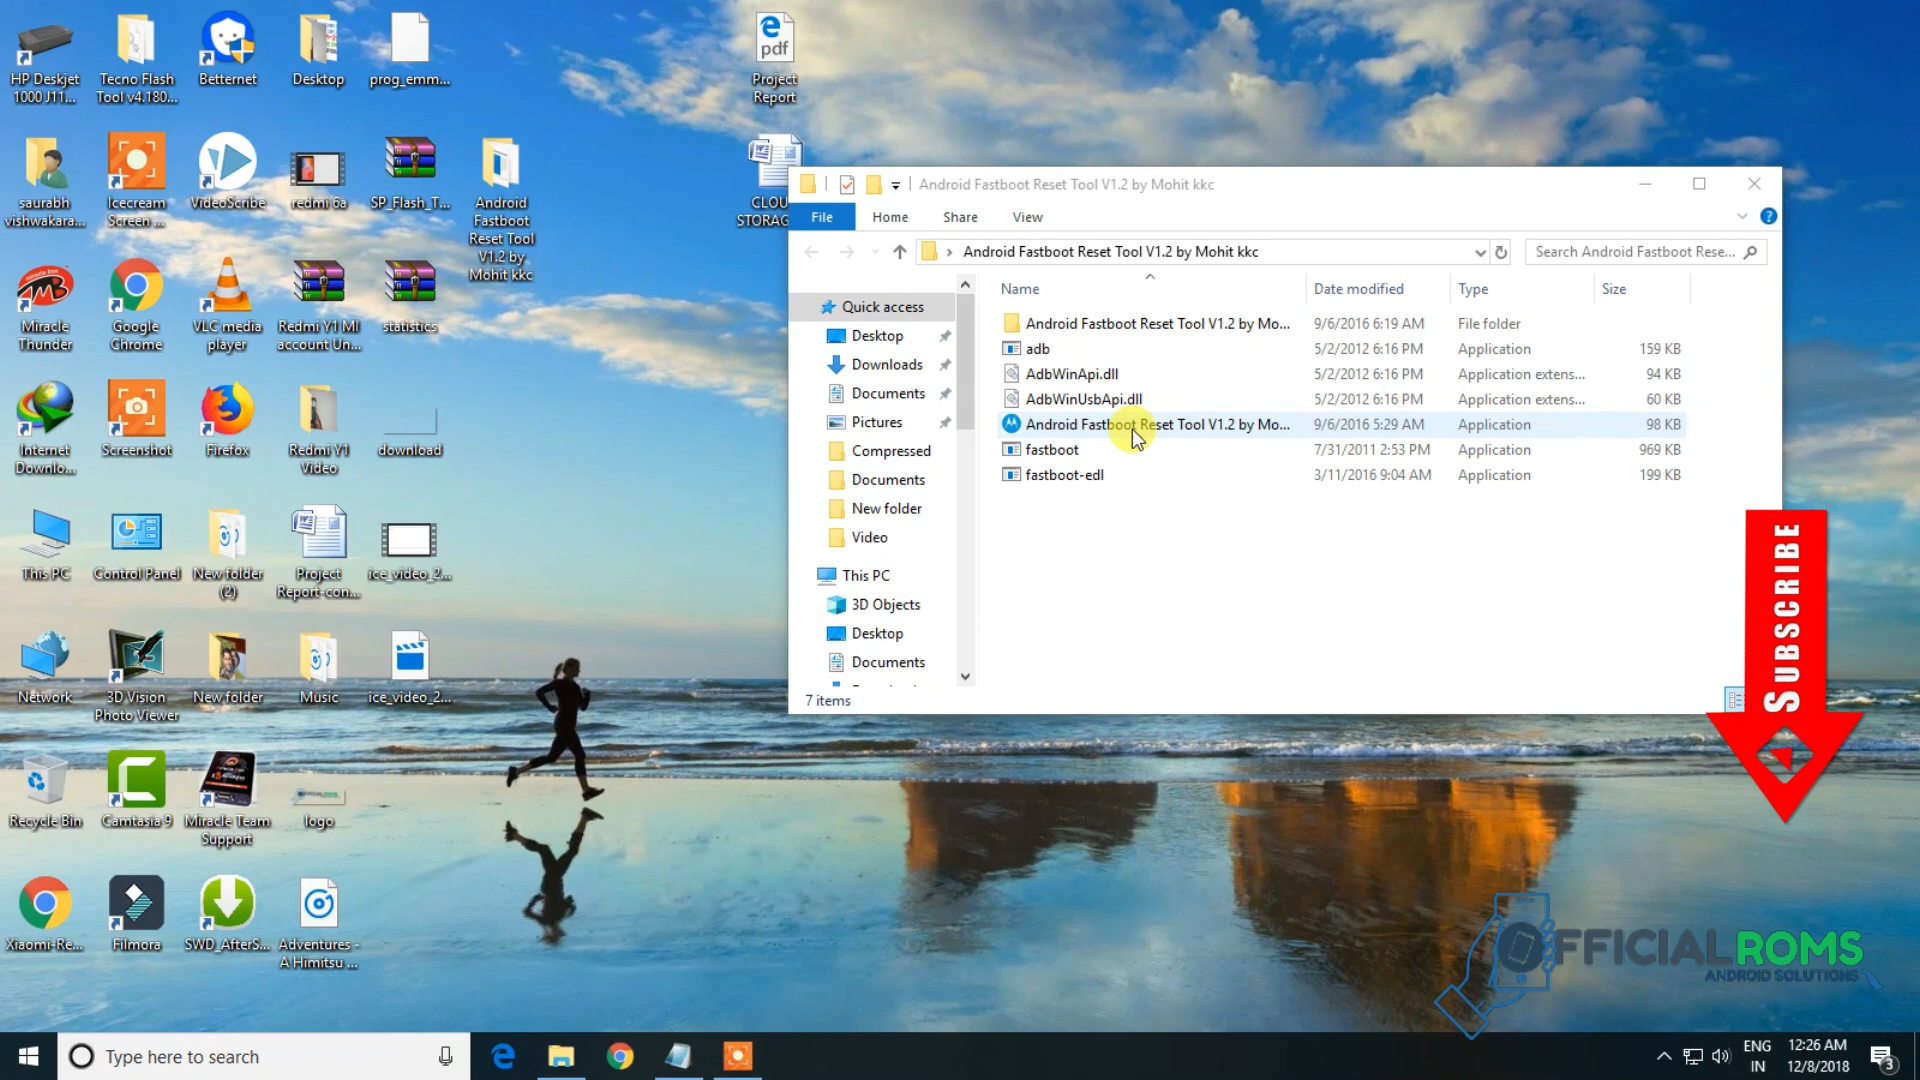 HP Deskjet
1000 J11...
Tecno Flash
Tool v4.180...
Betternet
Desktop
prog_emm...
Project
Report
saurabh
vishwakara...
Icecream
Screen ...
VideoScribe
redmi 6a
SP_Flash_T...
Android
Fastboot
Reset Tool
V1.2 by
Mohit kkc
CLOU
STORAG
Miracle
Thunder
Google
Chrome
VLC media
player
Redmi Y1 MI
account Un...
statistics
Internet
Downlo...
Screenshot
Firefox
Redmi Y1
Video
download
This PC
Control Panel
New folder
(2)
Project
Report-con...
ice_video_2...
Network
3D Vision
Photo Viewer
New folder
Music
ice_video_2...
Recycle Bin
Camtasia 9
Miracle Team
Support
logo
Xiaomi-Re...
Filmora
SWD_AfterS...
Adventures -
A Himitsu ...
Android Fastboot Reset Tool V1.2 by Mohit kkc
File
Home
Share
View
Android Fastboot Reset Tool V1.2 by Mohit kkc
Search Android Fastboot Rese...
Quick access
Desktop
Downloads
Documents
Pictures
Compressed
Documents
New folder
Video
This PC
3D Objects
Desktop
Documents
Name Date modified Type Size
Android Fastboot Reset Tool V1.2 by Mo... 9/6/2016 6:19 AM File folder
adb 5/2/2012 6:16 PM Application 159 KB
AdbWinApi.dll 5/2/2012 6:16 PM Application extens... 94 KB
AdbWinUsbApi.dll 5/2/2012 6:16 PM Application extens... 60 KB
Android Fastboot Reset Tool V1.2 by Mo... 9/6/2016 5:29 AM Application 98 KB
fastboot 7/31/2011 2:53 PM Application 969 KB
fastboot-edl 3/11/2016 9:04 AM Application 199 KB
7 items
SUBSCRIBE
OFFICIALROMS
ANDROID SOLUTIONS
Type here to search
ENG
IN
12:26 AM
12/8/2018
3